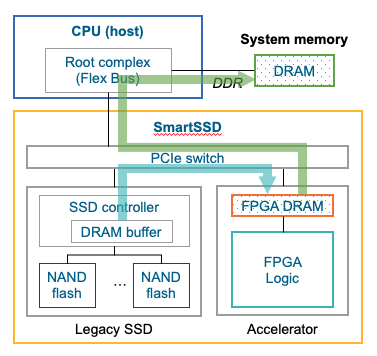 CPU (host)
Root complex
(Flex Bus)
System memory
DRAM
DDR
SmartSSD
PCIe switch
SSD controller
DRAM buffer
NAND
flash
...
NAND
flash
Legacy SSD
FPGA DRAM
FPGA
Logic
Accelerator